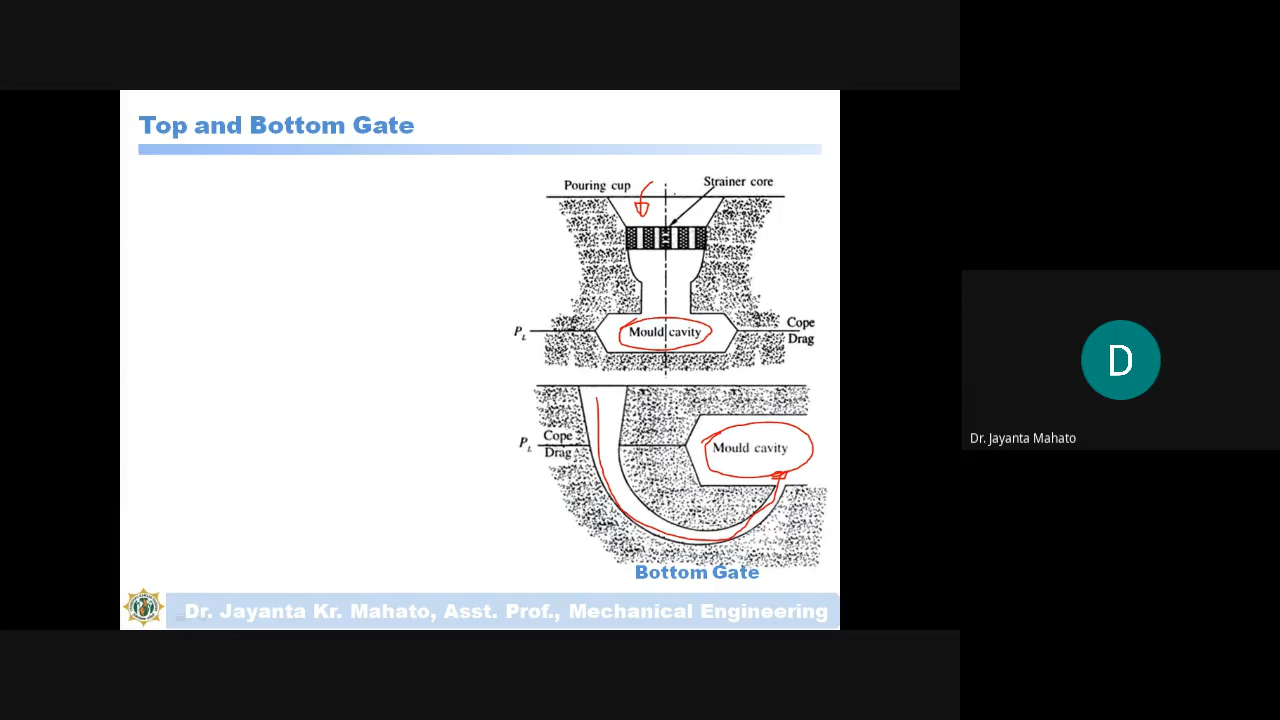 Top and Bottom Gate
Pouring cup
Strainer core
Mould cavity
PL
Cope
Drag
PL
Cope
Drag
Mould cavity
Bottom Gate
Dr. Jayanta Kr. Mahato, Asst. Prof., Mechanical Engineering
D
Dr. Jayanta Mahato